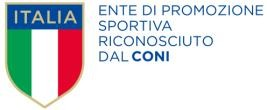 ITALIA
ENTE DI PROMOZIONE
SPORTIVA
RICONOSCIUTO
DAL CONI